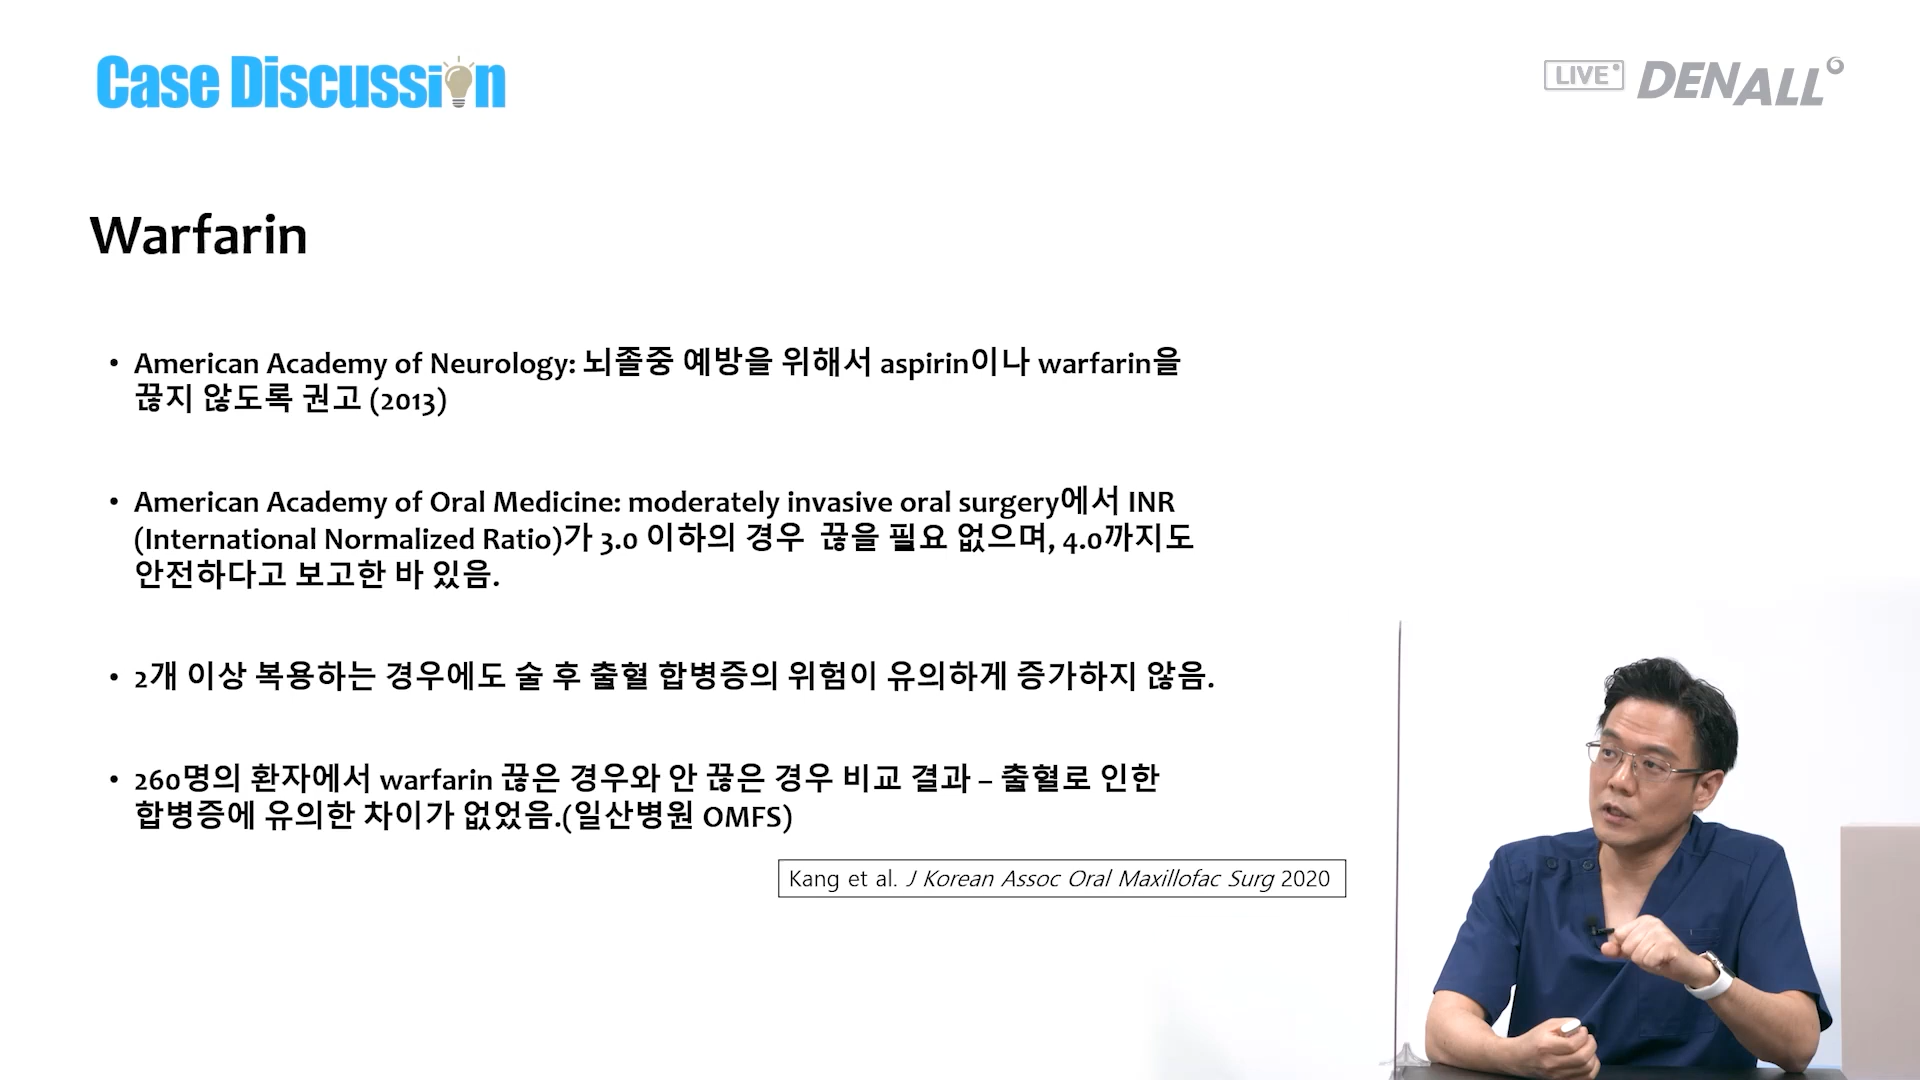 Case Discussion
LIVE DENALL
Warfarin
• American Academy of Neurology: 뇌졸중 예방을 위해서 aspirin이나 warfarin을
끊지 않도록 권고 (2013)
• American Academy of Oral Medicine: moderately invasive oral surgery에서 INR
(International Normalized Ratio)가 3.0 이하의 경우 끊을 필요 없으며, 4.0까지도
안전하다고 보고한 바 있음.
• 2개 이상 복용하는 경우에도 술 후 출혈 합병증의 위험이 유의하게 증가하지 않음.
• 260명의 환자에서 warfarin 끊은 경우와 안 끊은 경우 비교 결과 – 출혈로 인한
합병증에 유의한 차이가 없었음.(일산병원 OMFS)
Kang et al. J Korean Assoc Oral Maxillofac Surg 2020